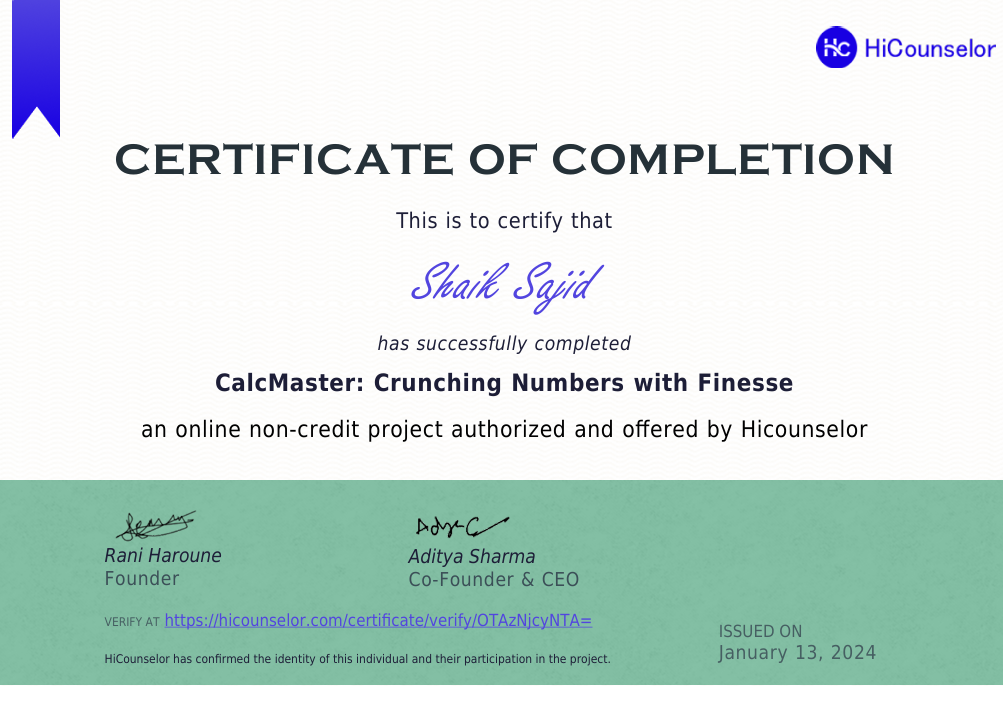 HC HiCounselor
CERTIFICATE OF COMPLETION
This is to certify that
Shaik Sajid
has successfully completed
CalcMaster: Crunching Numbers with Finesse
an online non-credit project authorized and offered by Hicounselor
Rani Haroune
Founder
Aditya Sharma
Co-Founder & CEO
VERIFY AT https://hicounselor.com/certificate/verify/OTAzNjcyNTA=
HiCounselor has confirmed the identity of this individual and their participation in the project.
ISSUED ON
January 13, 2024